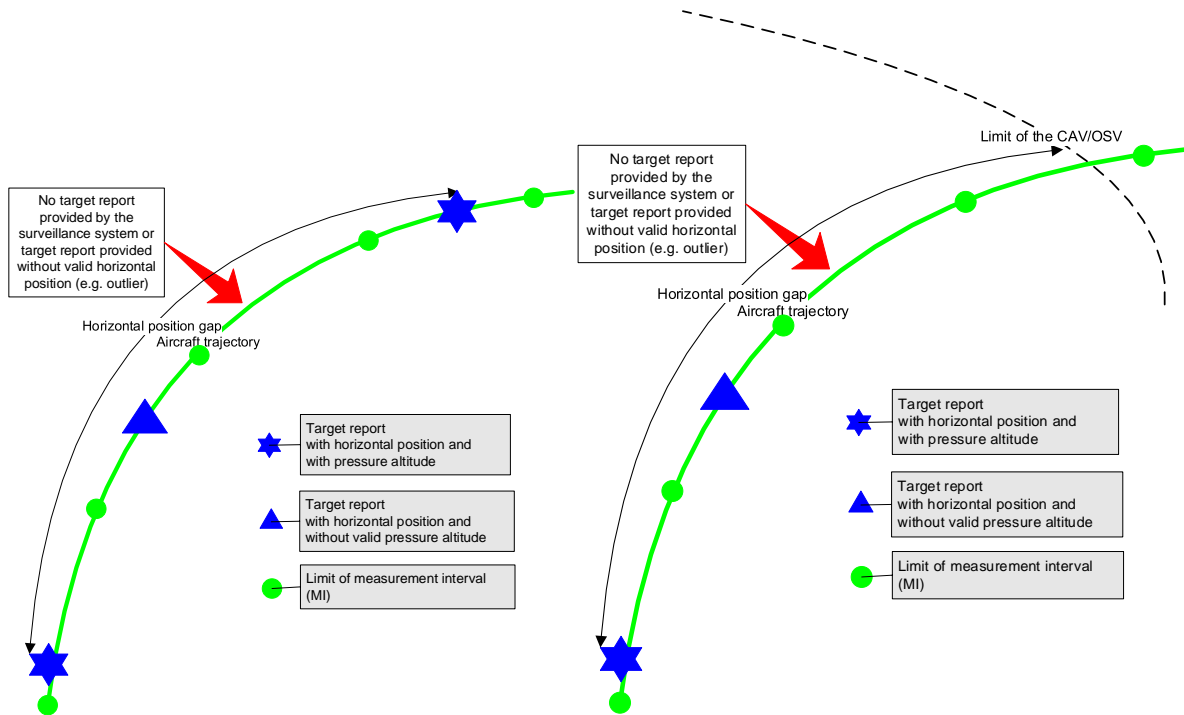 No target report
provided by the
surveillance system or
target report provided
without valid horizontal
position (e.g. outlier)
Horizontal position gap
Aircraft trajectory
Target report
with horizontal position and
with pressure altitude
Target report
with horizontal position and
without valid pressure altitude
Limit of measurement interval
(MI)
Limit of the CAV/OSV
No target report
provided by the
surveillance system or
target report provided
without valid horizontal
position (e.g. outlier)
Horizontal position gap
Aircraft trajectory
Target report
with horizontal position and
with pressure altitude
Target report
with horizontal position and
without valid pressure altitude
Limit of measurement interval
(MI)